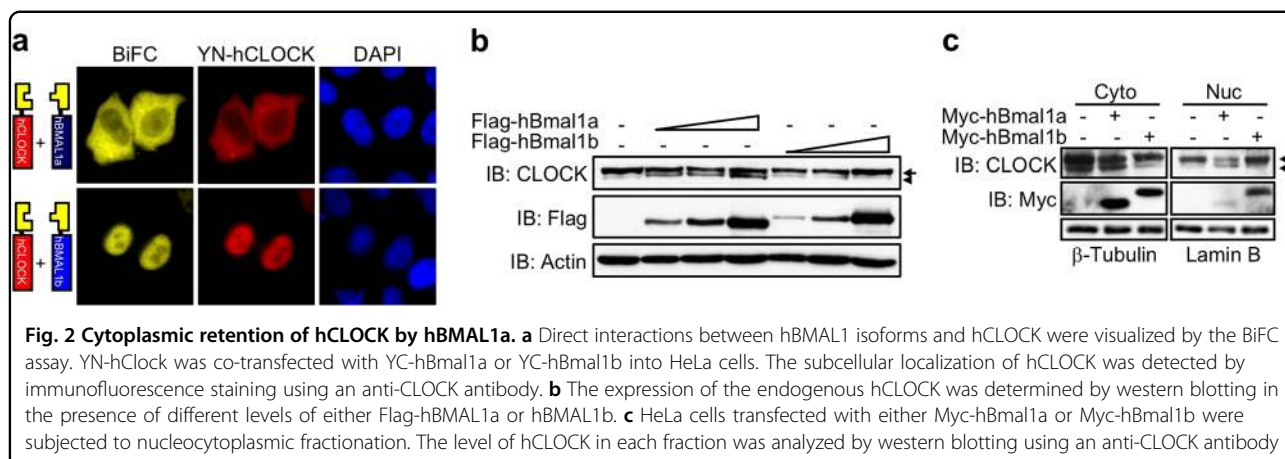 a
BiFC YN-hCLOCK DAPI
hCLOCK + hBMAL1a
hCLOCK + hBMAL1b
b
Flag-hBmal1a -
Flag-hBmal1b - - - -
IB: CLOCK
IB: Flag
IB: Actin
c
Cyto Nuc
Myc-hBmal1a - + - - + -
Myc-hBmal1b - - + - - +
IB: CLOCK
IB: Myc
β-Tubulin Lamin B
Fig. 2 Cytoplasmic retention of hCLOCK by hBMAL1a. a Direct interactions between hBMAL1 isoforms and hCLOCK were visualized by the BiFC
assay. YN-hClock was co-transfected with YC-hBmal1a or YC-hBmal1b into HeLa cells. The subcellular localization of hCLOCK was detected by
immunofluorescence staining using an anti-CLOCK antibody. b The expression of the endogenous hCLOCK was determined by western blotting in
the presence of different levels of either Flag-hBMAL1a or hBMAL1b. c HeLa cells transfected with either Myc-hBmal1a or Myc-hBmal1b were
subjected to nucleocytoplasmic fractionation. The level of hCLOCK in each fraction was analyzed by western blotting using an anti-CLOCK antibody